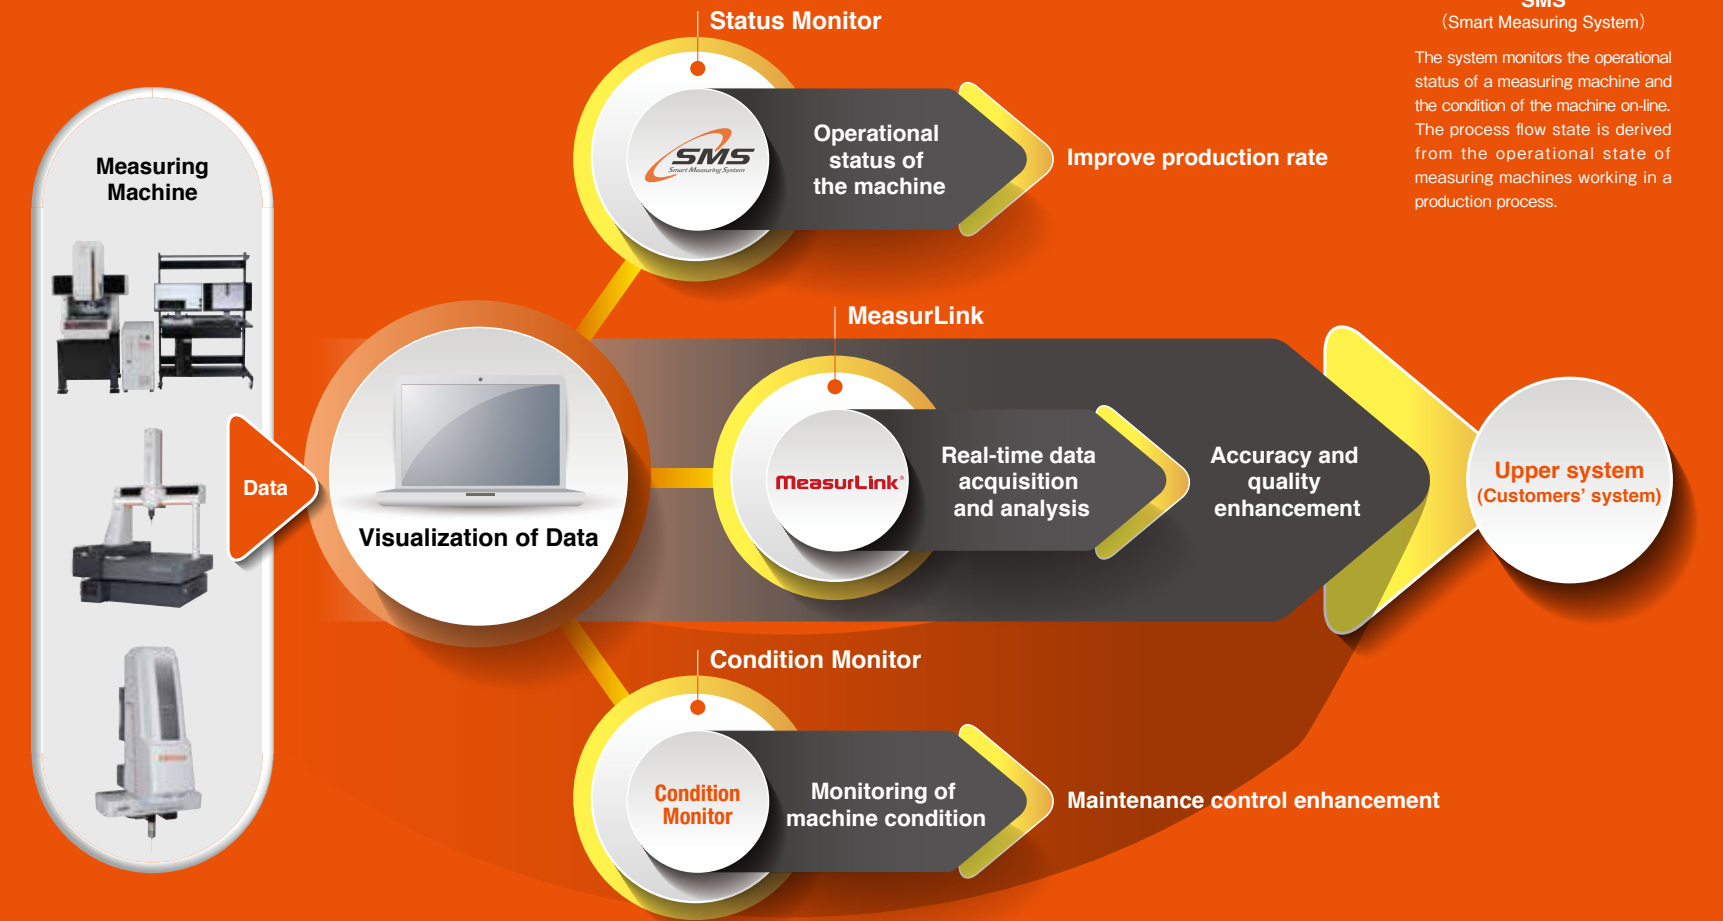 Status Monitor
SMS
Smart Measuring System
Operational
status of
the machine
Improve production rate
SMS
(Smart Measuring System)
The system monitors the operational
status of a measuring machine and
the condition of the machine on-line.
The process flow state is derived
from the operational state of
measuring machines working in a
production process.
Measuring
Machine
Data
Visualization of Data
MeasurLink
MeasurLink®
Real-time data
acquisition
and analysis
Accuracy and
quality
enhancement
Upper system
(Customers’ system)
Condition Monitor
Condition
Monitor
Monitoring of
machine condition
Maintenance control enhancement